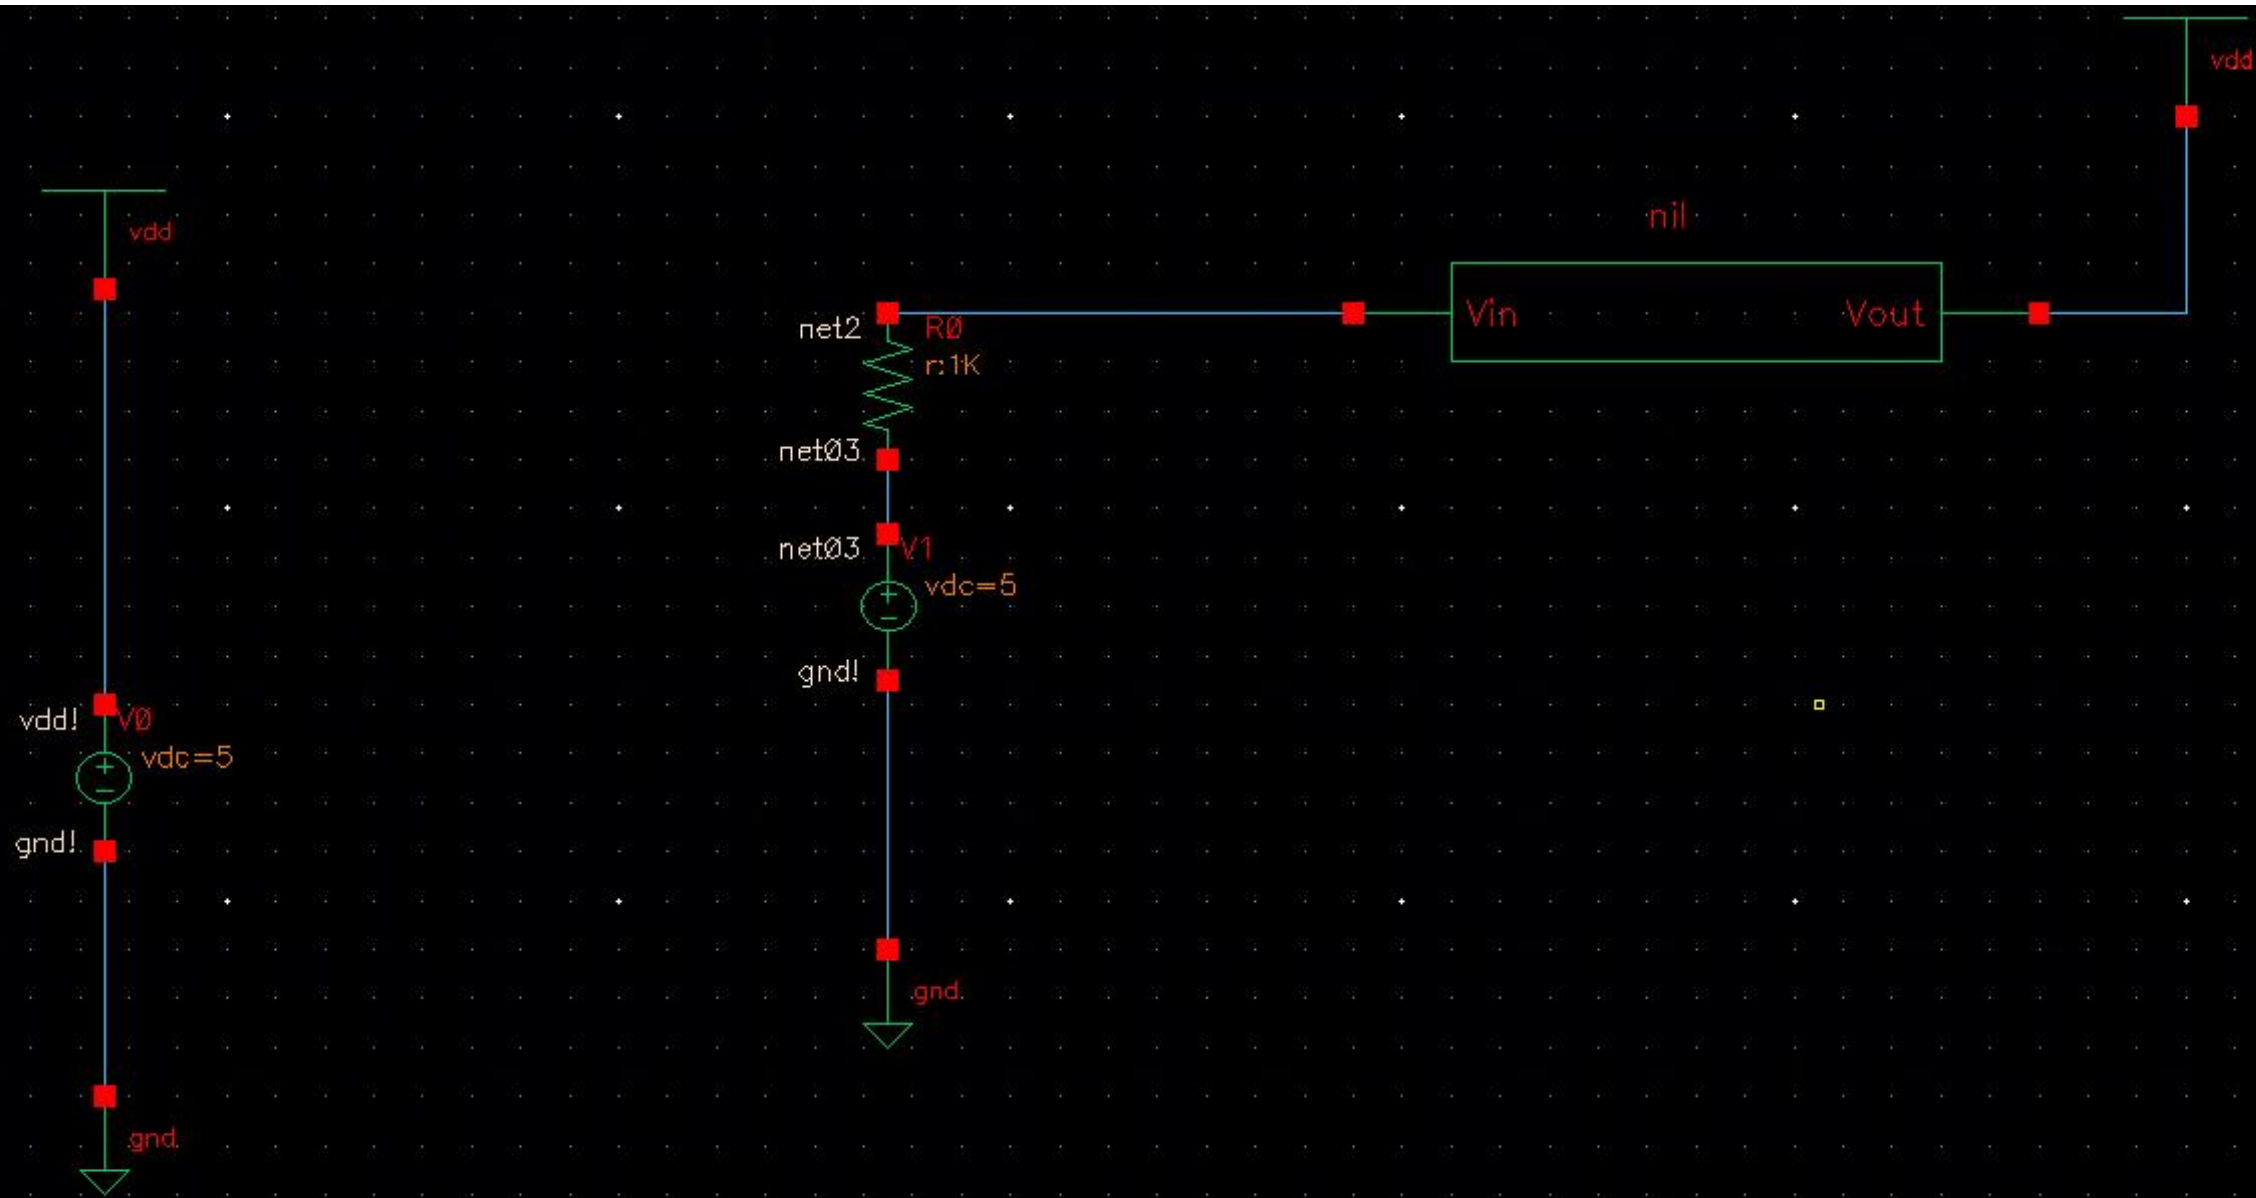 vdd
vdd
nil
Vin
Vout
net2
R0
r:1K
net03
net03
V1
vdc=5
gnd!
vdd!
V0
vdc=5
gnd!
gnd
gnd